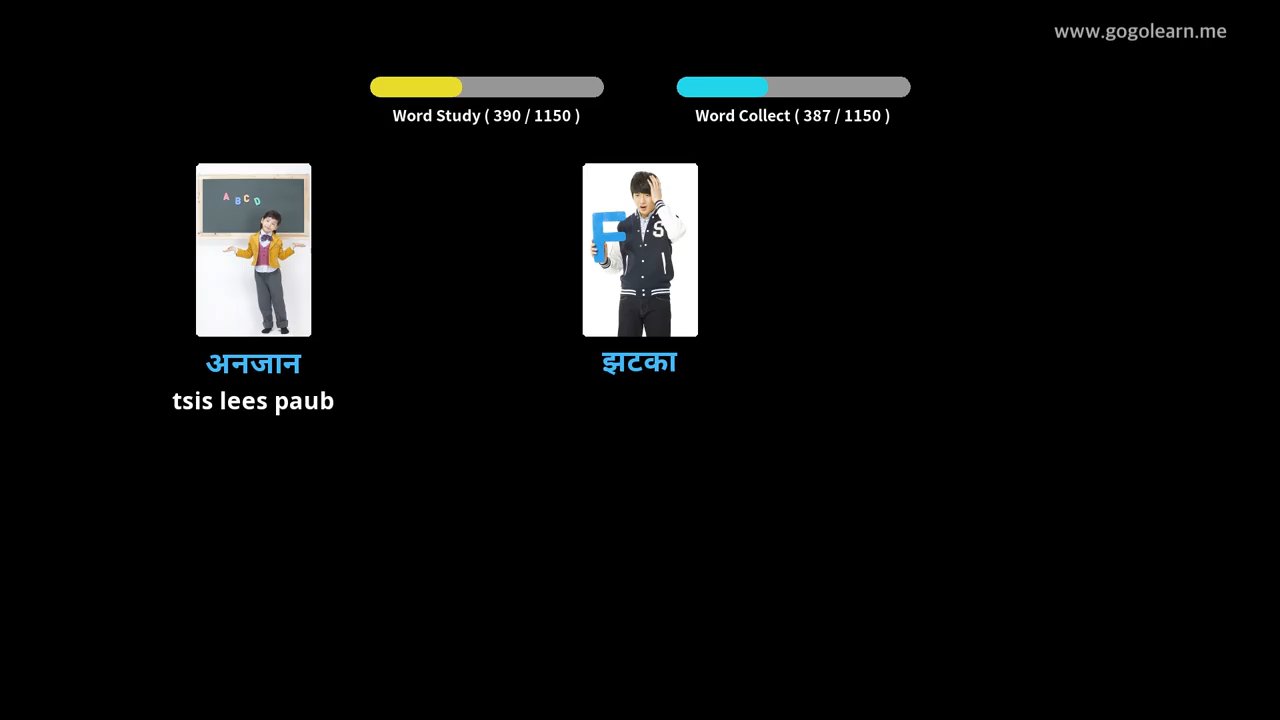 www.gogolearn.me
Word Study ( 390 / 1150 )
Word Collect ( 387 / 1150 )
A B C D
F
S
अनजान
झटका
tsis lees paub